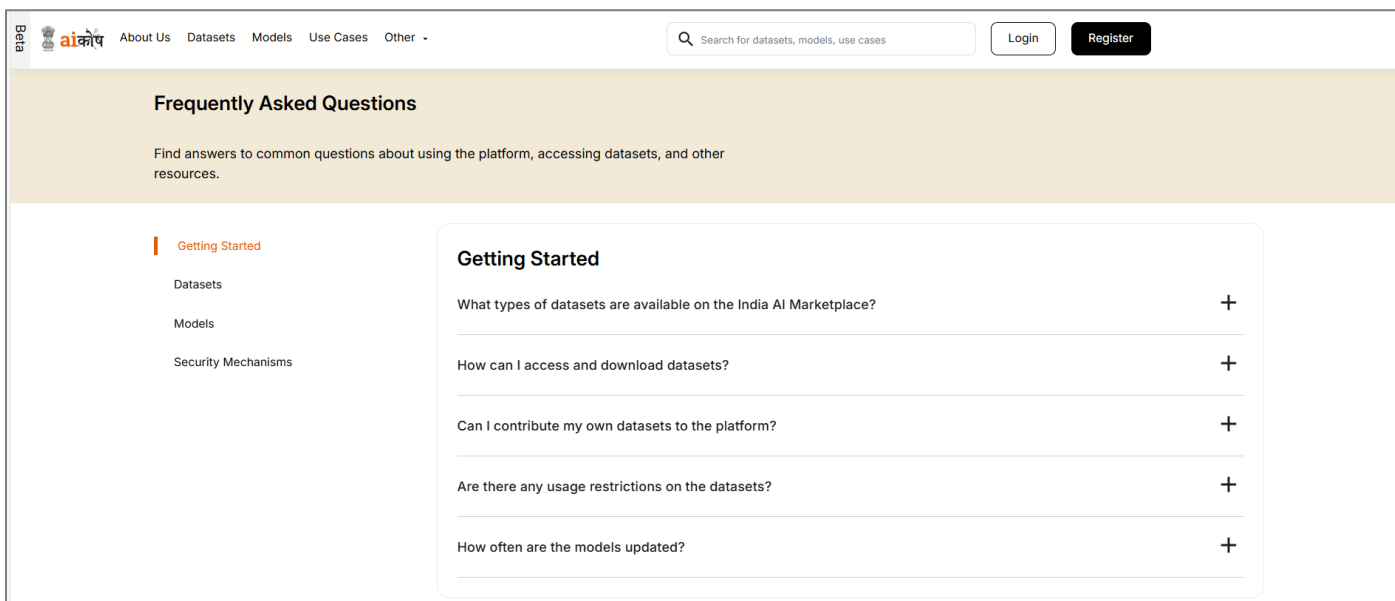 Beta
aiकोष
About Us Datasets Models Use Cases Other
Search for datasets, models, use cases
Login
Register
Frequently Asked Questions
Find answers to common questions about using the platform, accessing datasets, and other
resources.
Getting Started
Datasets
Models
Security Mechanisms
Getting Started
What types of datasets are available on the India AI Marketplace?
How can I access and download datasets?
Can I contribute my own datasets to the platform?
Are there any usage restrictions on the datasets?
How often are the models updated?